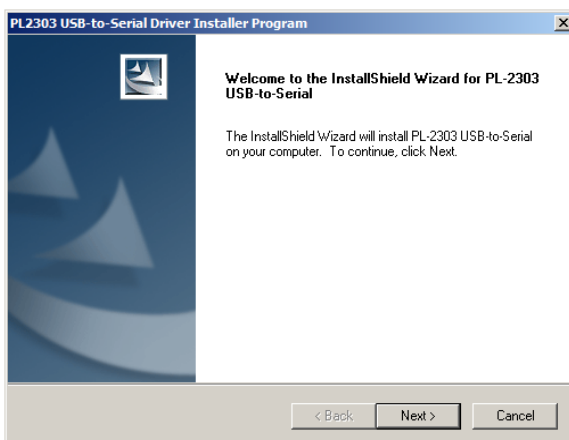 PL2303 USB-to-Serial Driver Installer Program
Welcome to the InstallShield Wizard for PL-2303
USB-to-Serial
The InstallShield Wizard will install PL-2303 USB-to-Serial
on your computer. To continue, click Next.
< Back Next > Cancel